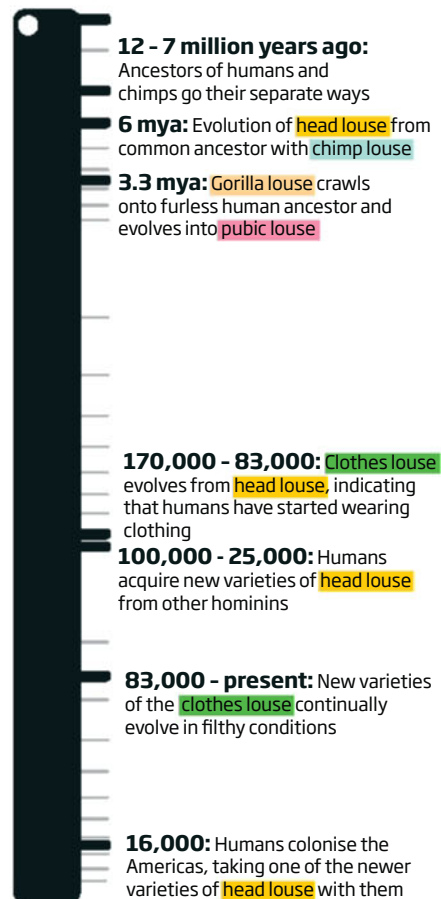 12 – 7 million years ago:
Ancestors of humans and
chimps go their separate ways
6 mya: Evolution of head louse from
common ancestor with chimp louse
3.3 mya: Gorilla louse crawls
onto furless human ancestor and
evolves into pubic louse
170,000 – 83,000: Clothes louse
evolves from head louse, indicating
that humans have started wearing
clothing
100,000 - 25,000: Humans
acquire new varieties of head louse
from other hominins
83,000 – present: New varieties
of the clothes louse continually
evolve in filthy conditions
16,000: Humans colonise the
Americas, taking one of the newer
varieties of head louse with them